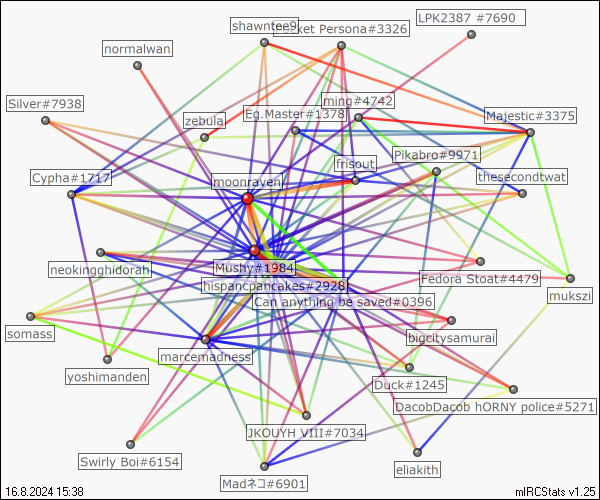 LPK2387 #7690
shawntee9
cket Persona#3326
normalwan
Silver#7938
ming#4742
Eg.Master#1378
Majestic#3375
zebula
Pikabro#9971
frisout
Cypha#1717
moonraven
thesecondtwat
Mushy#1984
neokingghidorah
Fedora Stoat#4479
hispancpancakes#2928
mukszi
Can anything be saved#0396
somass
bigcitysamurai
marcemadness
yoshimanden
Duck#1245
DacobDacob hORNY police#5271
JKOUYH VIII#7034
Swirly Boi#6154
eliakith
Madネコ#6901
16.8.2024 15:38
mIRCStats v1.25